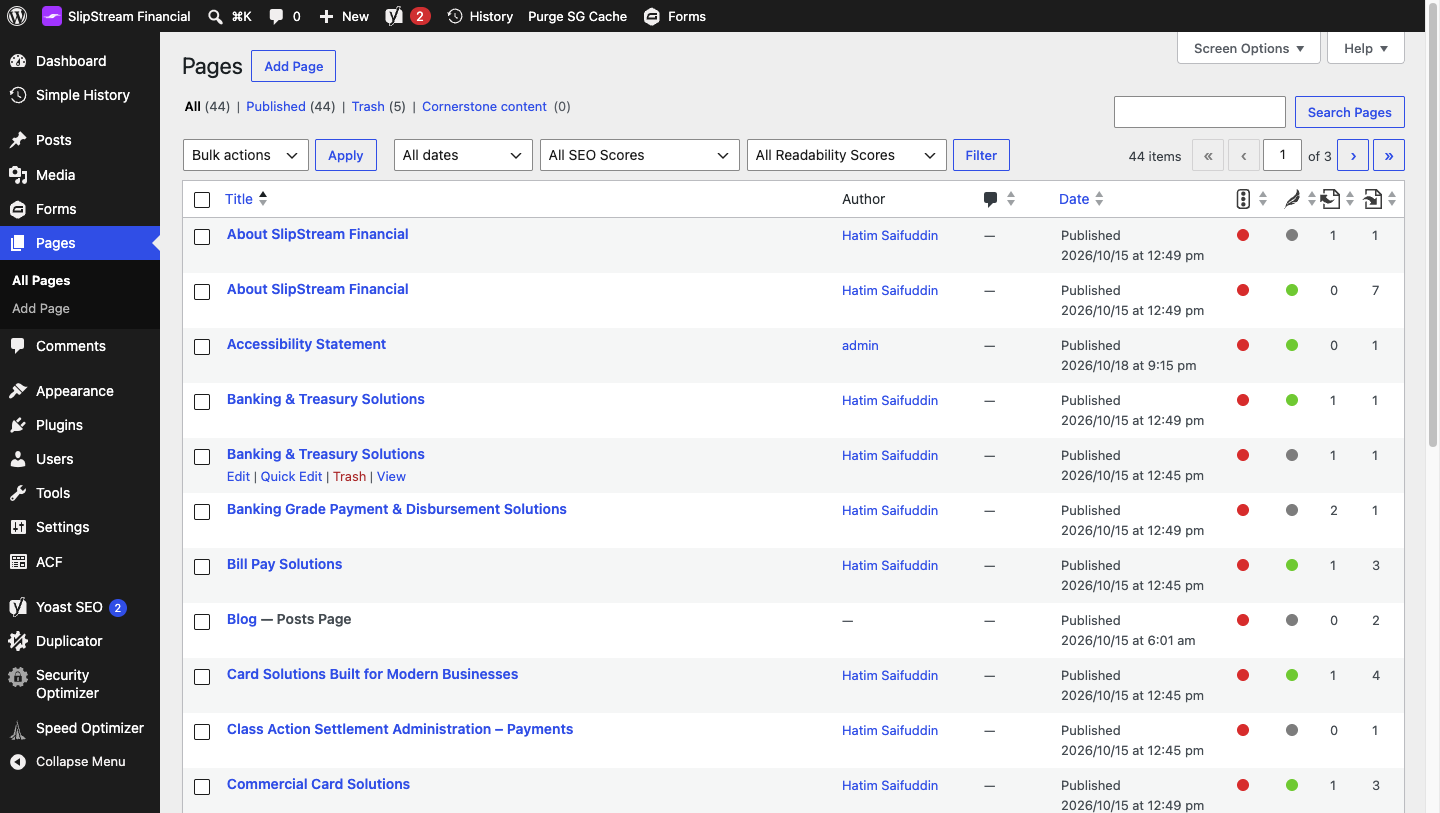 SlipStream Financial ⌘K 0 New 2 History Purge SG Cache Forms
Dashboard
Simple History
Posts
Media
Forms
Pages
All Pages
Add Page
Comments
Appearance
Plugins
Users
Tools
Settings
ACF
Yoast SEO 2
Duplicator
Security
Optimizer
Speed Optimizer
Collapse Menu
Screen Options Help
Pages Add Page
All (44) | Published (44) | Trash (5) | Cornerstone content (0)
Search Pages
Bulk actions Apply All dates All SEO Scores All Readability Scores Filter 44 items « ‹ 1 of 3 › »
Title Author Date
About SlipStream Financial Hatim Saifuddin — Published 1 1
2026/10/15 at 12:49 pm
About SlipStream Financial Hatim Saifuddin — Published 0 7
2026/10/15 at 12:49 pm
Accessibility Statement admin — Published 0 1
2026/10/18 at 9:15 pm
Banking & Treasury Solutions Hatim Saifuddin — Published 1 1
2026/10/15 at 12:49 pm
Banking & Treasury Solutions Hatim Saifuddin — Published 1 1
Edit | Quick Edit | Trash | View 2026/10/15 at 12:45 pm
Banking Grade Payment & Disbursement Solutions Hatim Saifuddin — Published 2 1
2026/10/15 at 12:49 pm
Bill Pay Solutions Hatim Saifuddin — Published 1 3
2026/10/15 at 12:45 pm
Blog — Posts Page — — Published 0 2
2026/10/15 at 6:01 am
Card Solutions Built for Modern Businesses Hatim Saifuddin — Published 1 4
2026/10/15 at 12:45 pm
Class Action Settlement Administration – Payments Hatim Saifuddin — Published 0 1
2026/10/15 at 12:45 pm
Commercial Card Solutions Hatim Saifuddin — Published 1 3
2026/10/15 at 12:49 pm